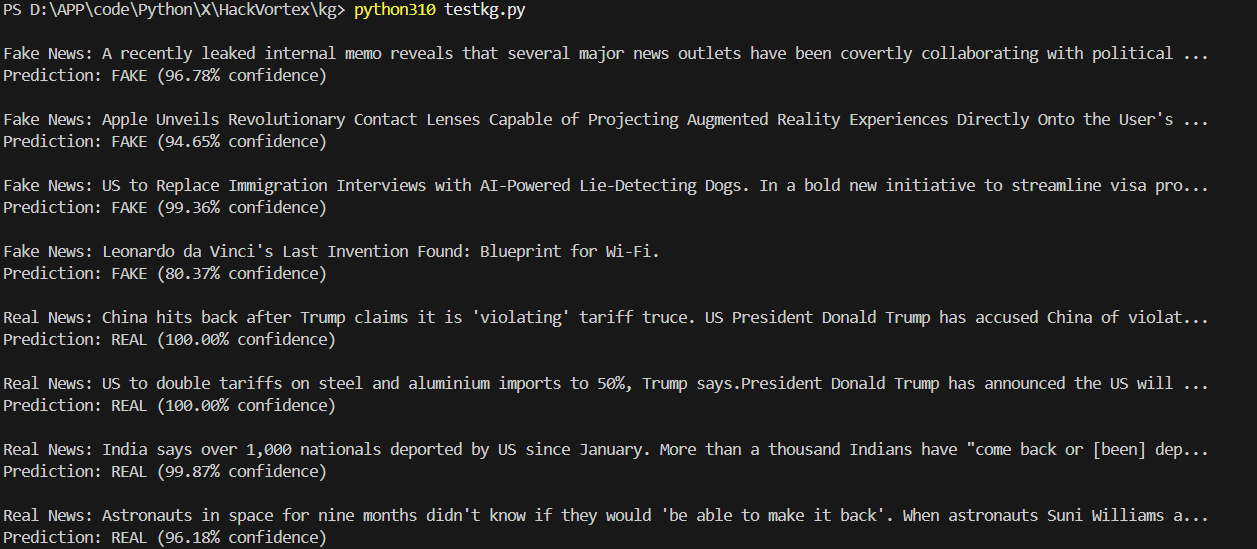 PS D:\APP\code\Python\X\HackVortex\kg> python310 testkg.py
Fake News: A recently leaked internal memo reveals that several major news outlets have been covertly collaborating with political ...
Prediction: FAKE (96.78% confidence)
Fake News: Apple Unveils Revolutionary Contact Lenses Capable of Projecting Augmented Reality Experiences Directly Onto the User's ...
Prediction: FAKE (94.65% confidence)
Fake News: US to Replace Immigration Interviews with AI-Powered Lie-Detecting Dogs. In a bold new initiative to streamline visa pro...
Prediction: FAKE (99.36% confidence)
Fake News: Leonardo da Vinci's Last Invention Found: Blueprint for Wi-Fi.
Prediction: FAKE (80.37% confidence)
Real News: China hits back after Trump claims it is 'violating' tariff truce. US President Donald Trump has accused China of violat...
Prediction: REAL (100.00% confidence)
Real News: US to double tariffs on steel and aluminium imports to 50%, Trump says.President Donald Trump has announced the US will ...
Prediction: REAL (100.00% confidence)
Real News: India says over 1,000 nationals deported by US since January. More than a thousand Indians have "come back or [been] dep...
Prediction: REAL (99.87% confidence)
Real News: Astronauts in space for nine months didn't know if they would 'be able to make it back'. When astronauts Suni Williams a...
Prediction: REAL (96.18% confidence)